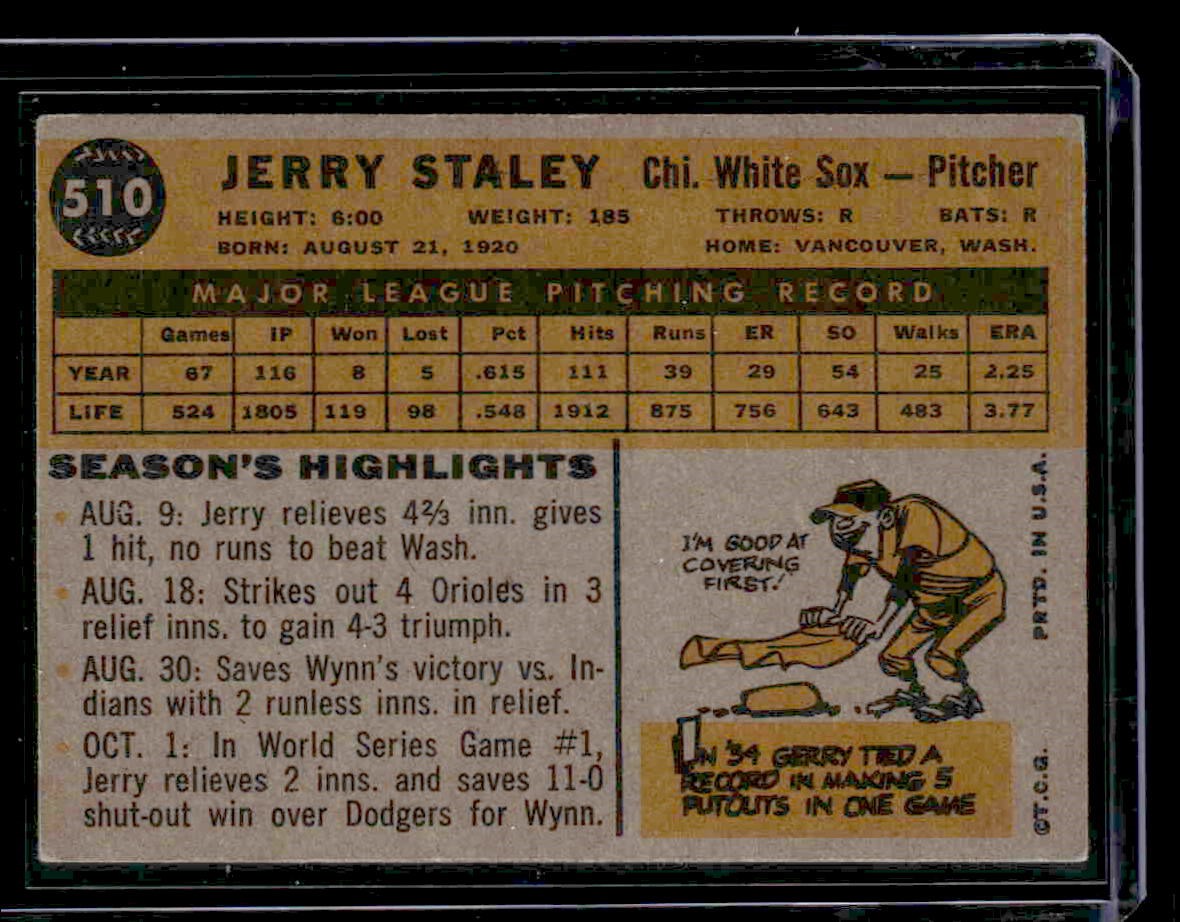 510
JERRY STALEY Chi. White Sox — Pitcher
HEIGHT: 6:00 WEIGHT: 185 THROWS: R BATS: R
BORN: AUGUST 21, 1920 HOME: VANCOUVER, WASH.
MAJOR LEAGUE PITCHING RECORD
Games IP Won Lost Pct Hits Runs ER SO Walks ERA
YEAR 67 116 8 5 .615 111 39 29 54 25 2.25
LIFE 524 1805 119 98 .548 1912 875 756 643 483 3.77
SEASON'S HIGHLIGHTS
• AUG. 9: Jerry relieves 4⅔ inn. gives
1 hit, no runs to beat Wash.
• AUG. 18: Strikes out 4 Orioles in 3
relief inns. to gain 4-3 triumph.
• AUG. 30: Saves Wynn's victory vs. In-
dians with 2 runless inns. in relief.
• OCT. 1: In World Series Game #1,
Jerry relieves 2 inns. and saves 11-0
shut-out win over Dodgers for Wynn.
I'M GOOD AT
COVERING
FIRST!
IN '54 GERRY TIED A
RECORD IN MAKING 5
PUTOUTS IN ONE GAME
©T.C.G. PRTD. IN U.S.A.